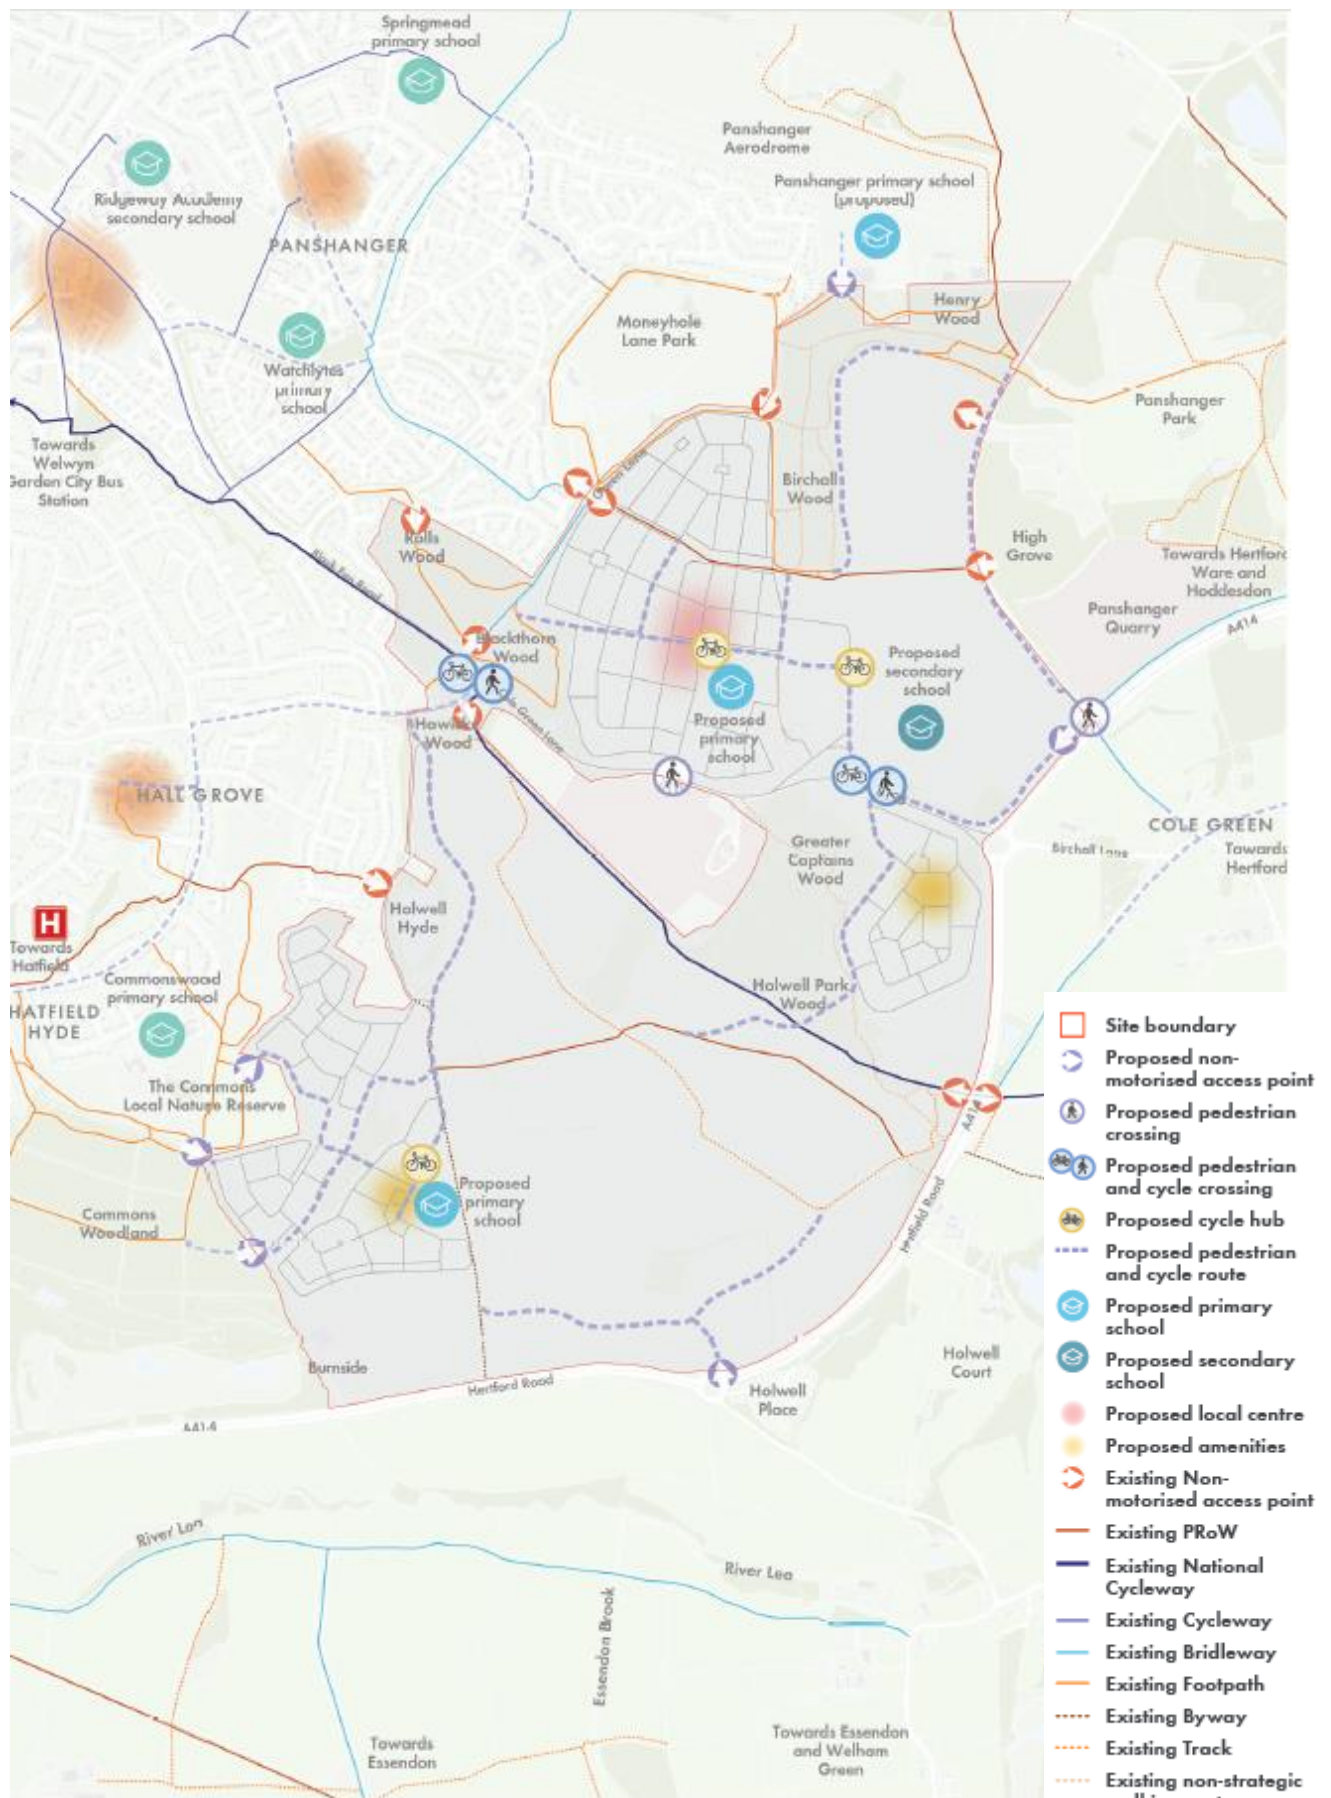 Springmead
primary school
Panshanger
Aerodrome
Panshanger primary school
(proposed)
Ridgeway Academy
secondary school
PANSHANGER
Henry
Wood
Moneyhole
Lane Park
Watchlytes
primary
school
Panshanger
Park
Towards
Welwyn
Garden City Bus
Station
Green Lane
Birchall
Wood
Rolls
Wood
High
Grove
Towards Hertford
Ware and
Hoddesdon
Panshanger
Quarry
A414
Blackthorn
Wood
Proposed
secondary
school
Proposed
primary
school
Green Lane
Wood
HALL GROVE
COLE GREEN
Birchall Lane
Towards
Hertford
Greater
Captains
Wood
Holwell
Hyde
H
Towards
Hatfield
Commonswood
primary school
HATFIELD
HYDE
Holwell Park
Wood
The Commons
Local Nature Reserve
A414
Proposed
primary
school
Commons
Woodland
Hatfield Road
Burnside
Hertford Road
Holwell
Court
Holwell
Place
A414
River Lea
River Lea
Essendon Brook
Towards
Essendon
Towards Essendon
and Welham
Green
Site boundary
Proposed non-
motorised access point
Proposed pedestrian
crossing
Proposed pedestrian
and cycle crossing
Proposed cycle hub
Proposed pedestrian
and cycle route
Proposed primary
school
Proposed secondary
school
Proposed local centre
Proposed amenities
Existing Non-
motorised access point
Existing PRoW
Existing National
Cycleway
Existing Cycleway
Existing Bridleway
Existing Footpath
Existing Byway
Existing Track
Existing non-strategic